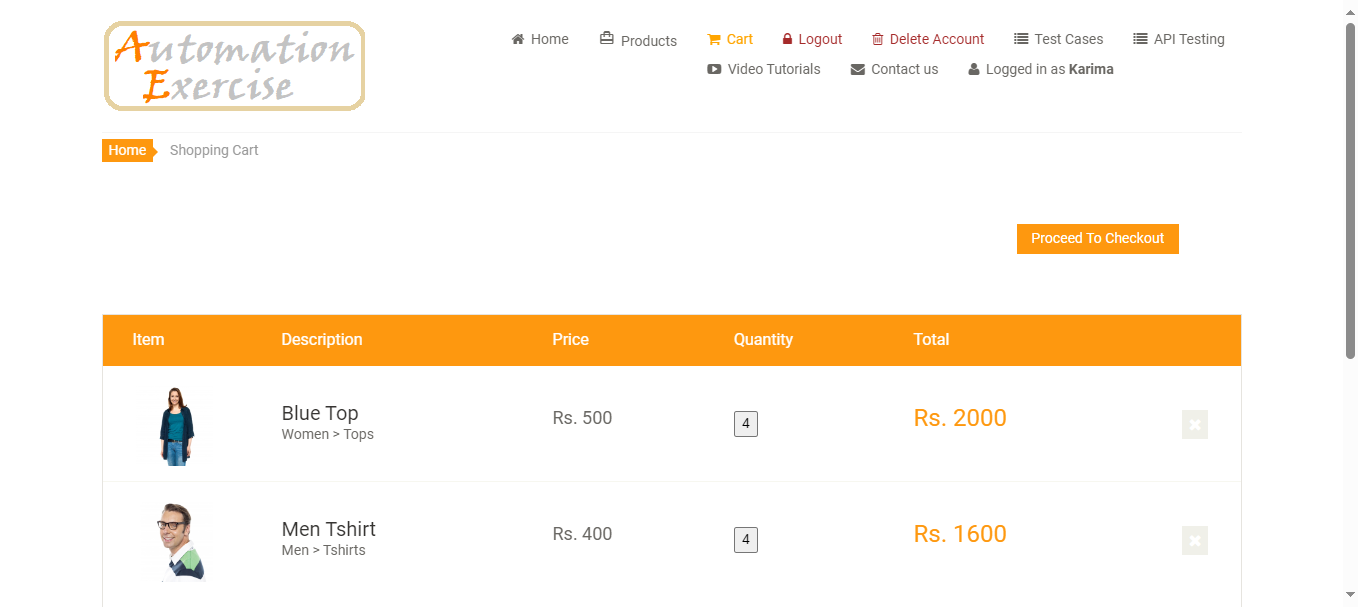 Automation
Exercise
Home Products Cart Logout Delete Account Test Cases API Testing
Video Tutorials Contact us Logged in as Karima
Home Shopping Cart
Proceed To Checkout
Item Description Price Quantity Total
Blue Top Rs. 500 4 Rs. 2000
Women > Tops
Men Tshirt Rs. 400 4 Rs. 1600
Men > Tshirts